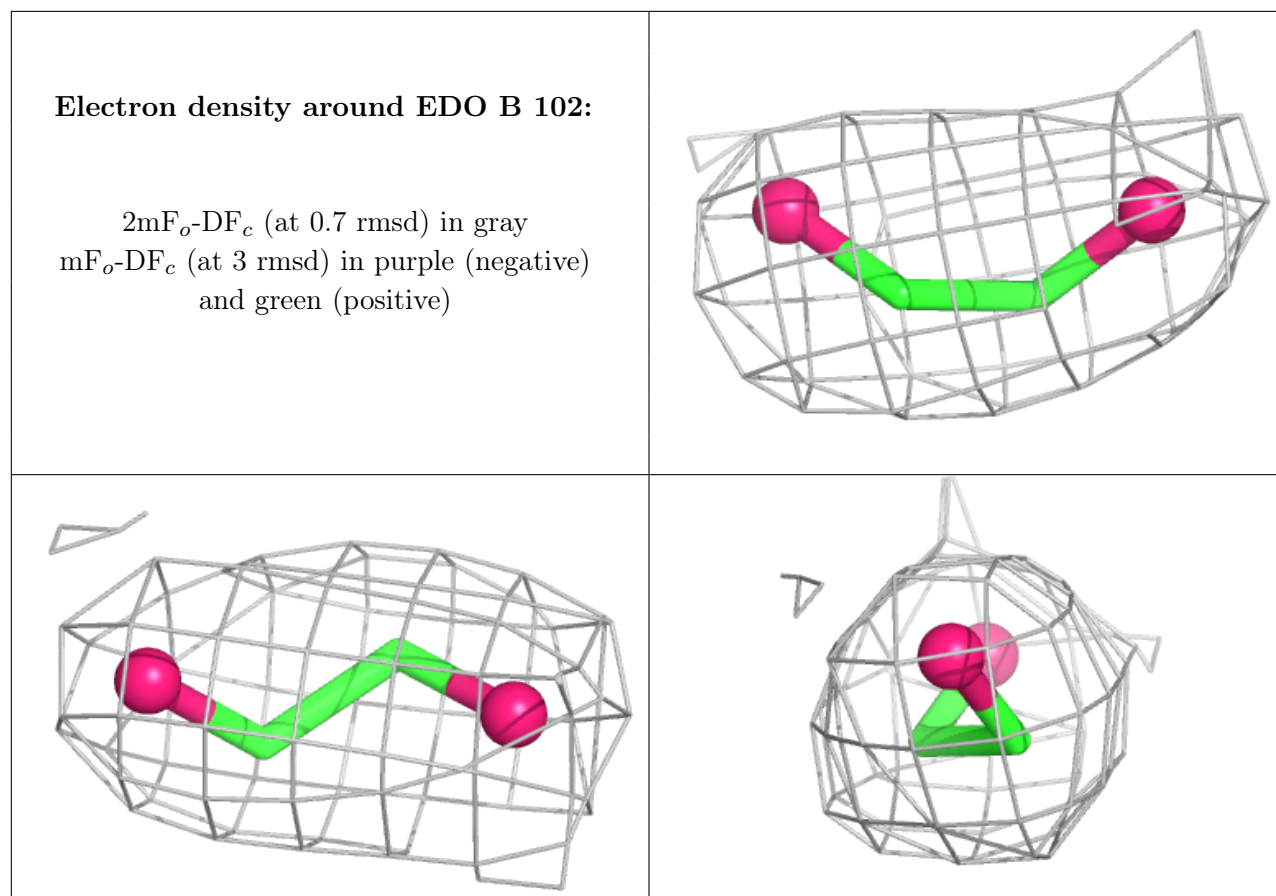 Electron density around EDO B 102:
2mFo-DFc (at 0.7 rmsd) in gray
mFo-DFc (at 3 rmsd) in purple (negative)
and green (positive)